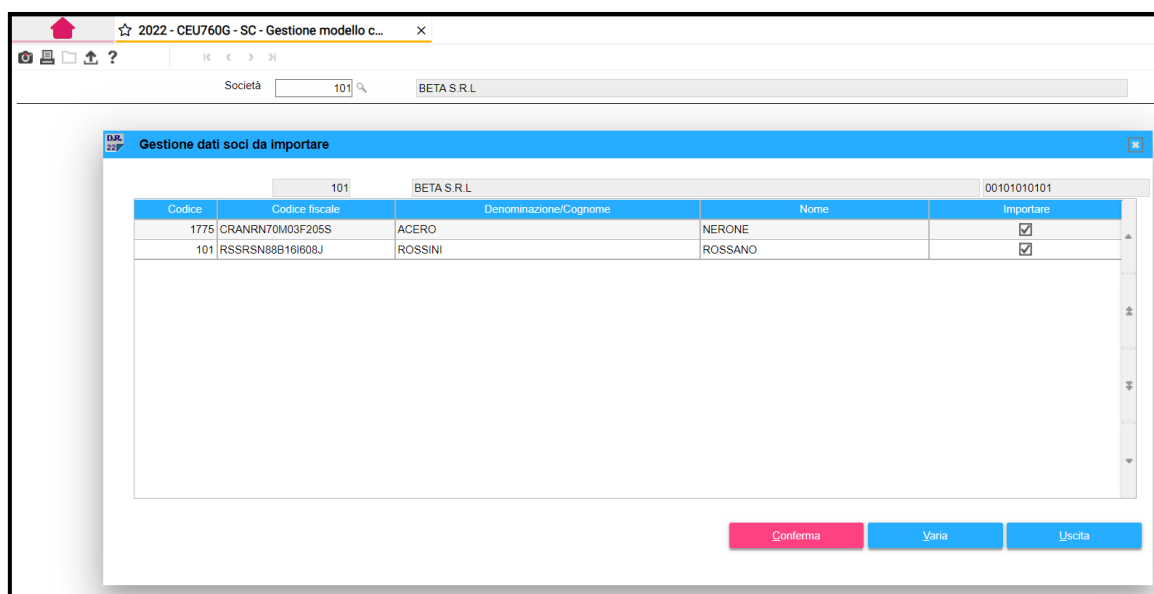 2022 - CEU760G - SC - Gestione modello c...
?
Società 101 BETA S.R.L
D.R. 22 Gestione dati soci da importare
101 BETA S.R.L 00101010101
Codice Codice fiscale Denominazione/Cognome Nome Importare
1775 CRANRN70M03F205S ACERO NERONE
101 RSSRSN88B16I608J ROSSINI ROSSANO
Conferma Varia Uscita